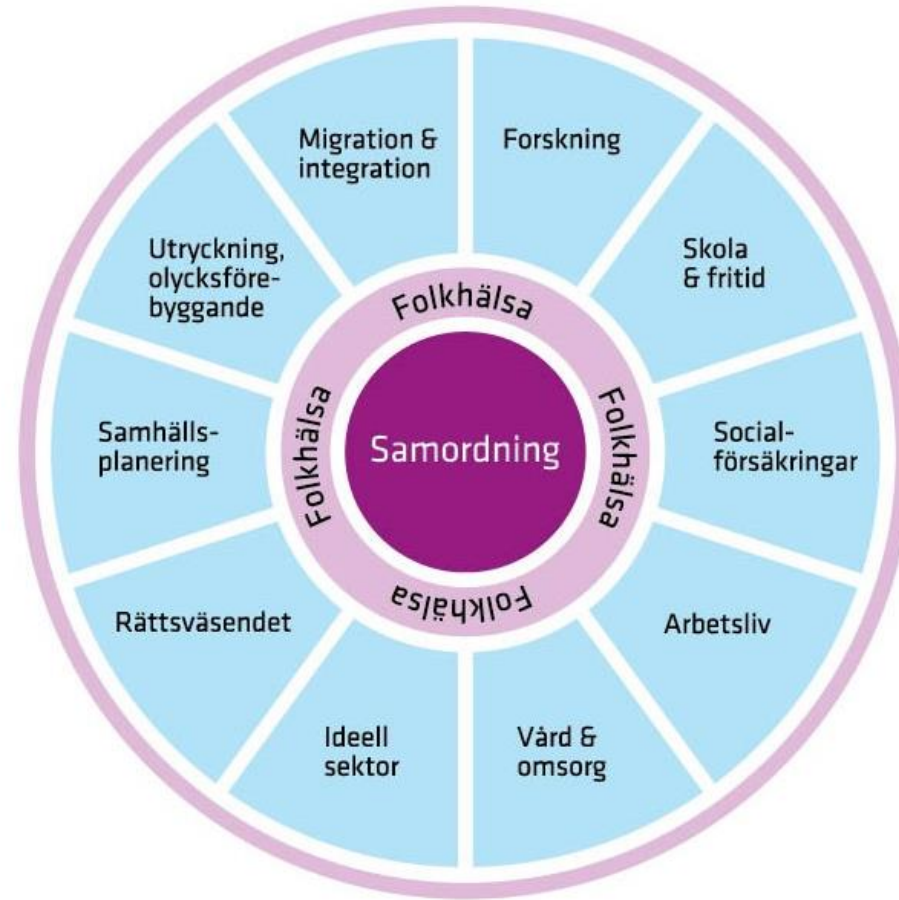 Migration &
integration
Forskning
Utryckning,
olycksföre-
byggande
Skola
& fritid
Folkhälsa
Folkhälsa
Samordning
Folkhälsa
Samhälls-
planering
Social-
försäkringar
Folkhälsa
Rättsväsendet
Arbetsliv
Ideell
sektor
Vård &
omsorg